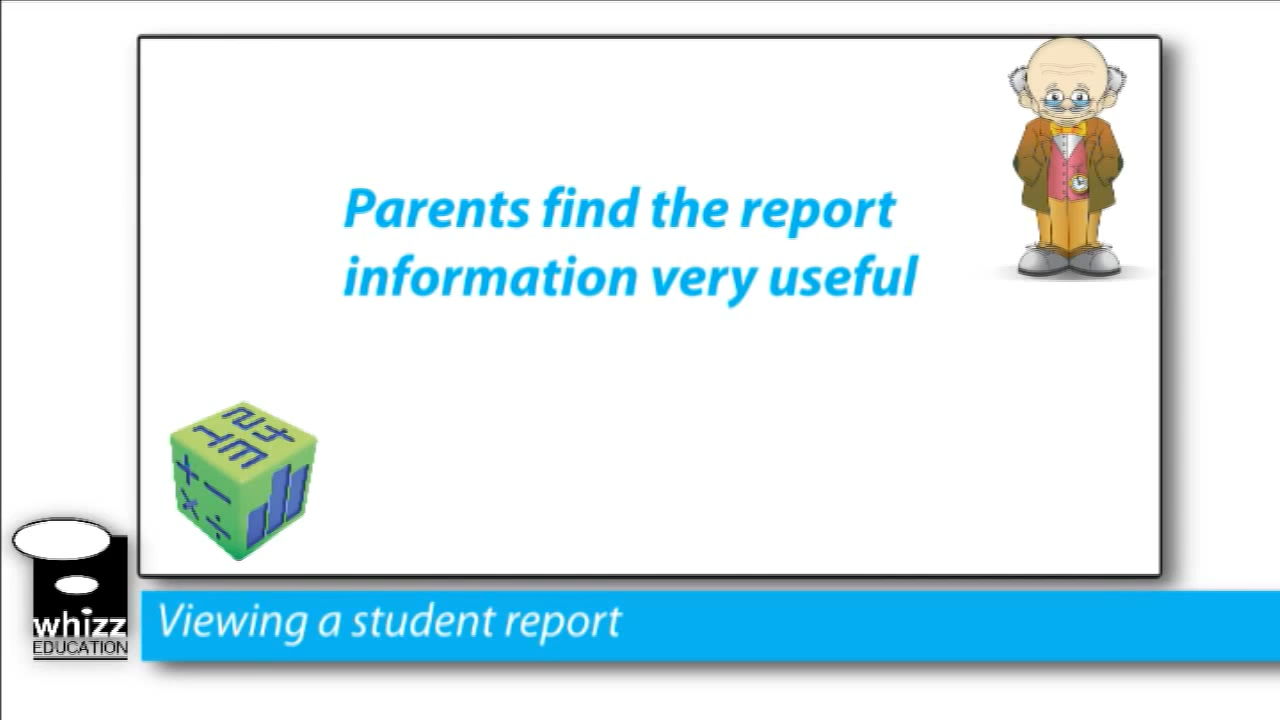 Parents find the report
information very useful
whizz
EDUCATION
Viewing a student report